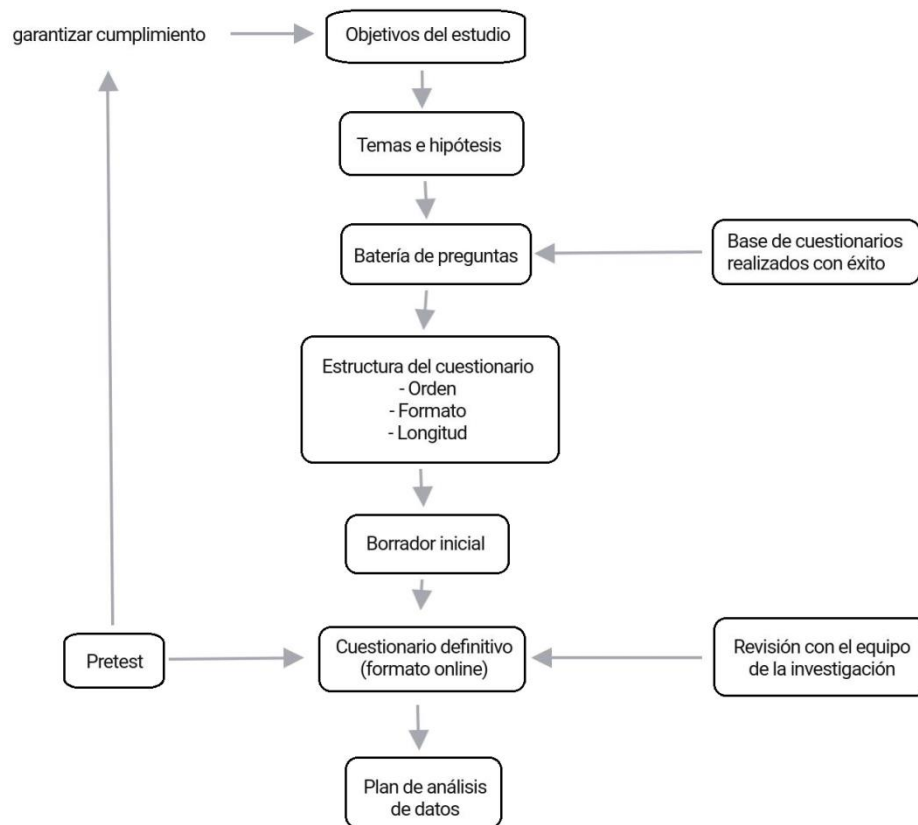 garantizar cumplimiento
Objetivos del estudio
Temas e hipótesis
Batería de preguntas
Base de cuestionarios
realizados con éxito
Estructura del cuestionario
- Orden
- Formato
- Longitud
Borrador inicial
Pretest
Cuestionario definitivo
(formato online)
Revisión con el equipo
de la investigación
Plan de análisis
de datos